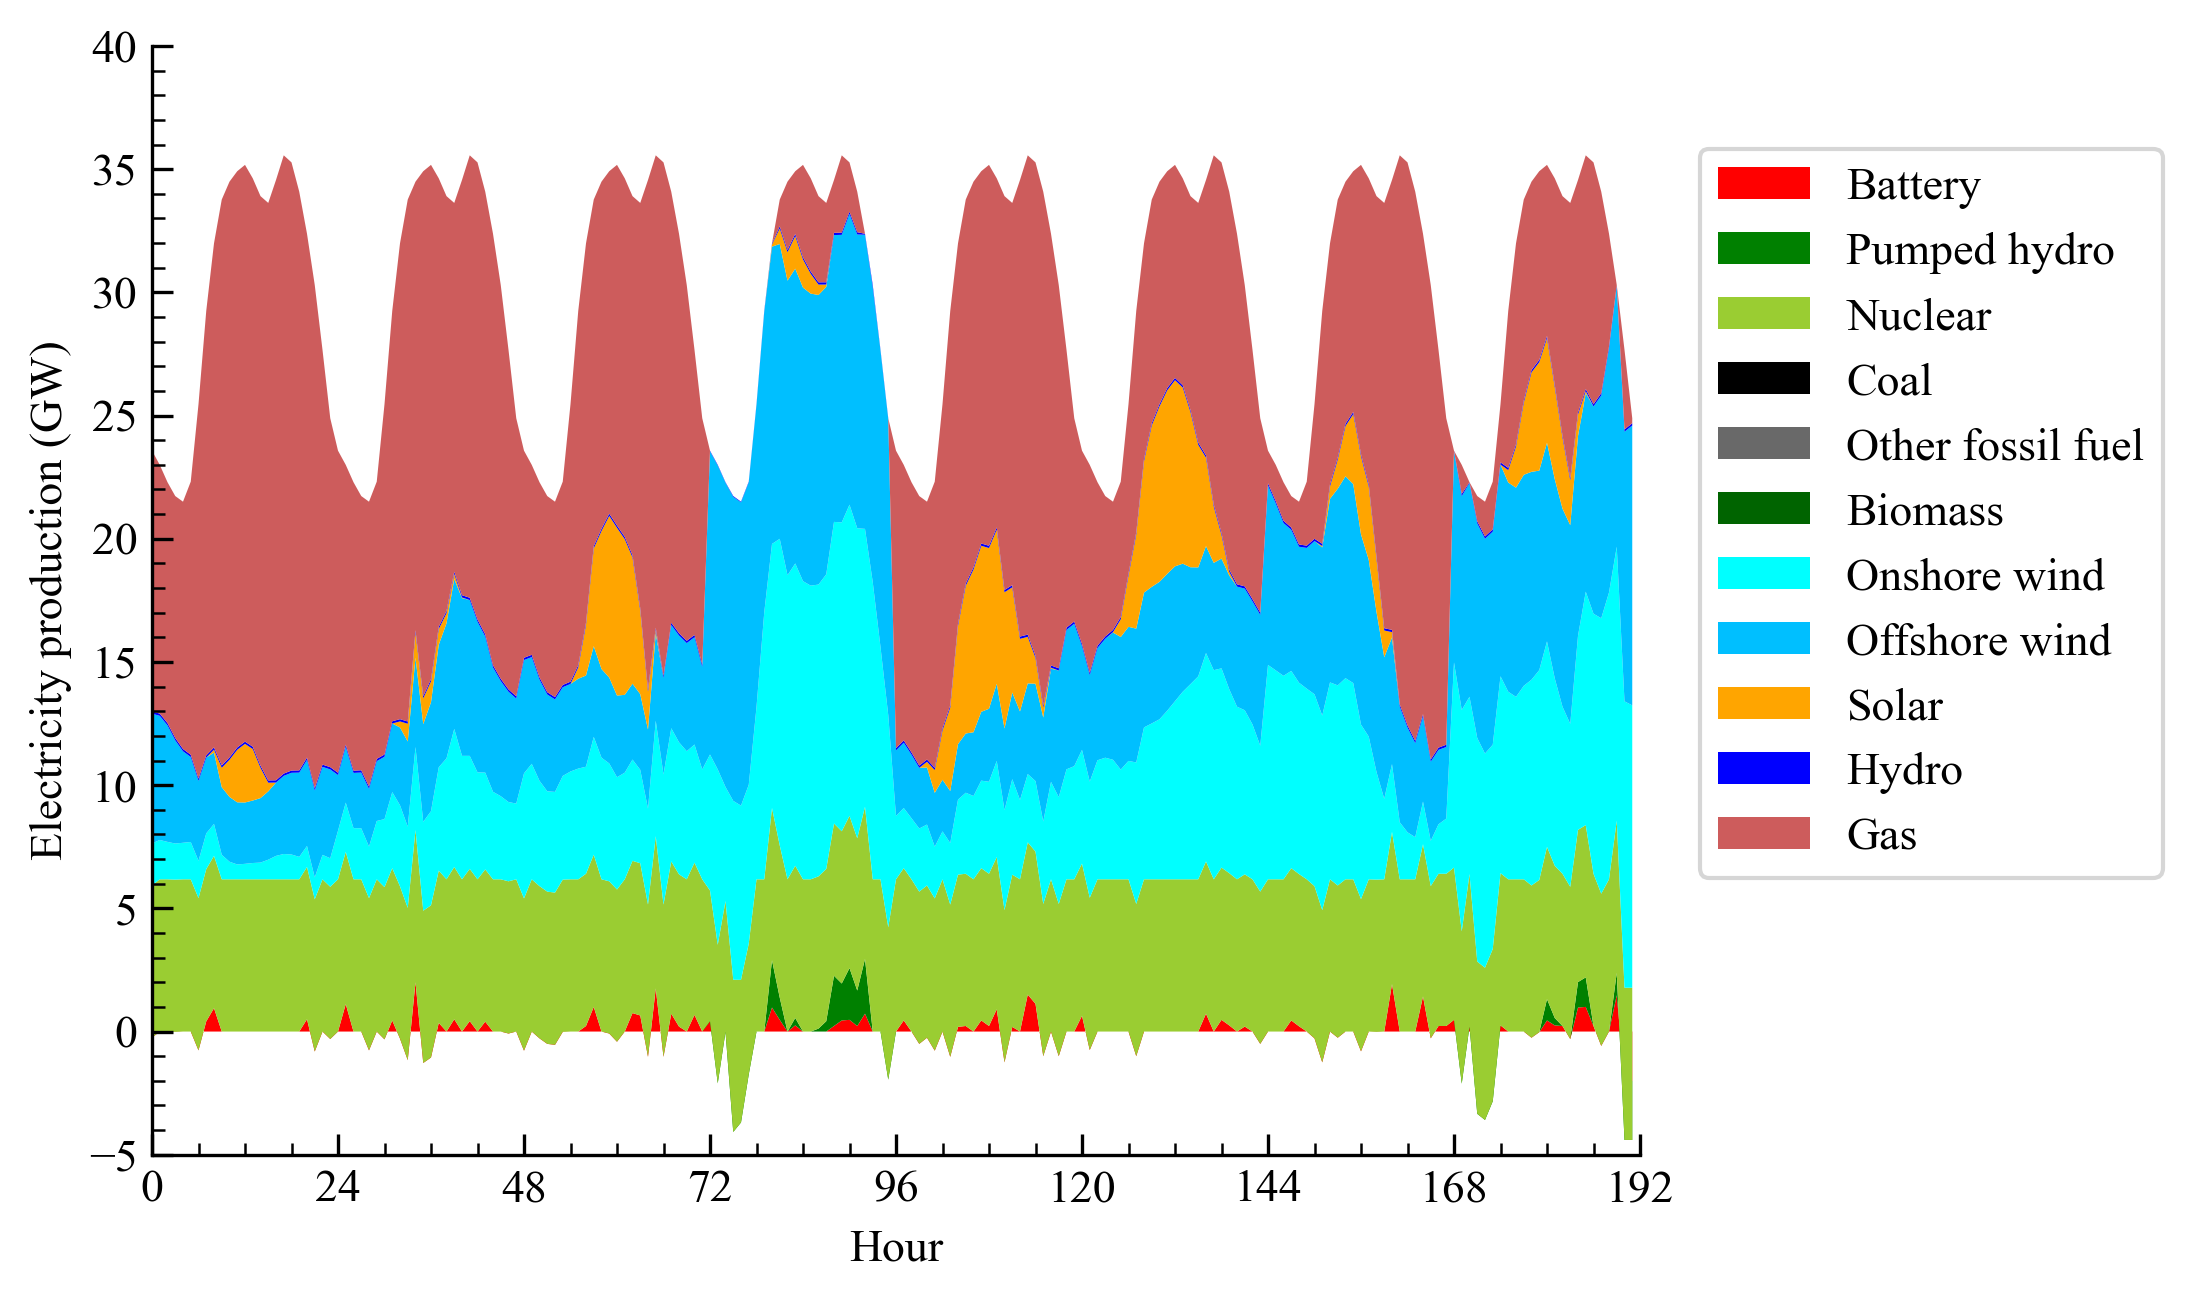 Electricity production (GW)
40
35
30
25
20
15
10
5
0
−5
0 24 48 72 96 120 144 168 192
Hour
Battery
Pumped hydro
Nuclear
Coal
Other fossil fuel
Biomass
Onshore wind
Offshore wind
Solar
Hydro
Gas